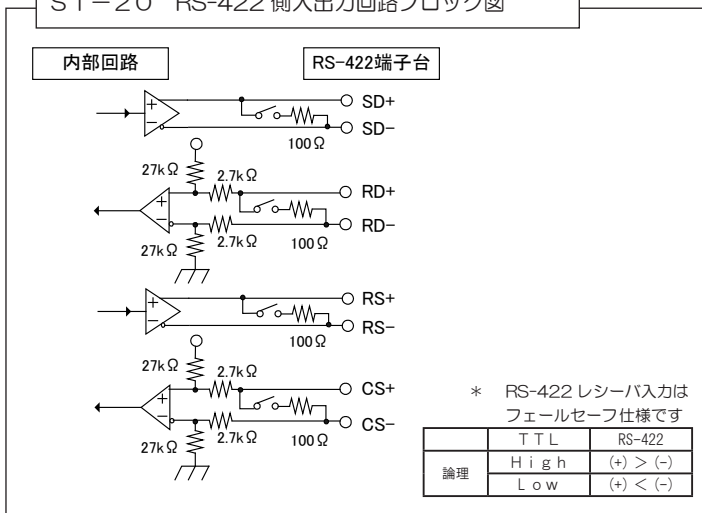 SI-20 RS-422側入出力回路ブロック図
内部回路
RS-422端子台
+
−
SD+
SD−
100Ω
27kΩ
2.7kΩ
+
−
RD+
RD−
27kΩ
2.7kΩ
100Ω
+
−
RS+
RS−
100Ω
27kΩ
2.7kΩ
+
−
CS+
CS−
27kΩ
2.7kΩ
100Ω
* RS-422レシーバ入力は
フェールセーフ仕様です
TTL RS-422
論理 High (+) > (-)
Low (+) < (-)